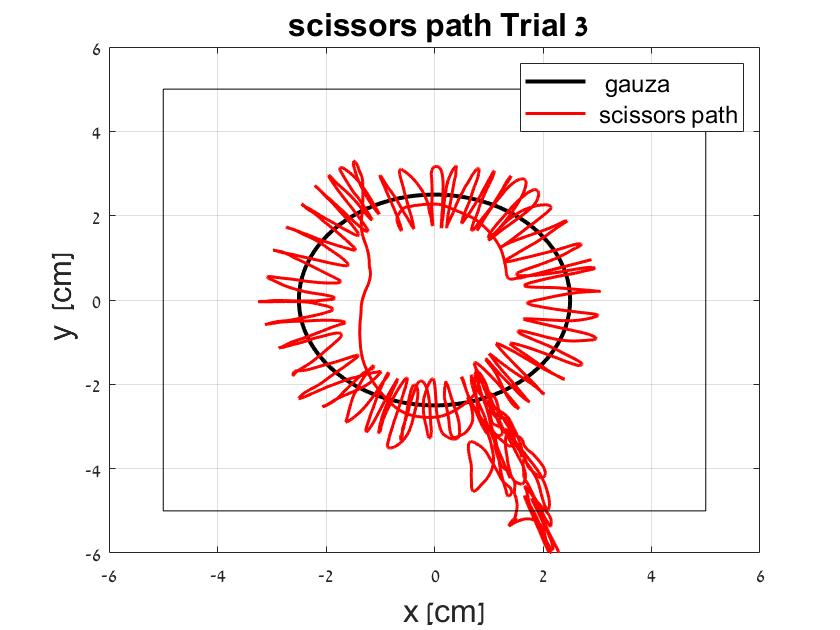 scissors path Trial 3
gauza
scissors path
6
4
2
0
-2
-4
-6
y [cm]
-6
-4
-2
0
2
4
6
x [cm]